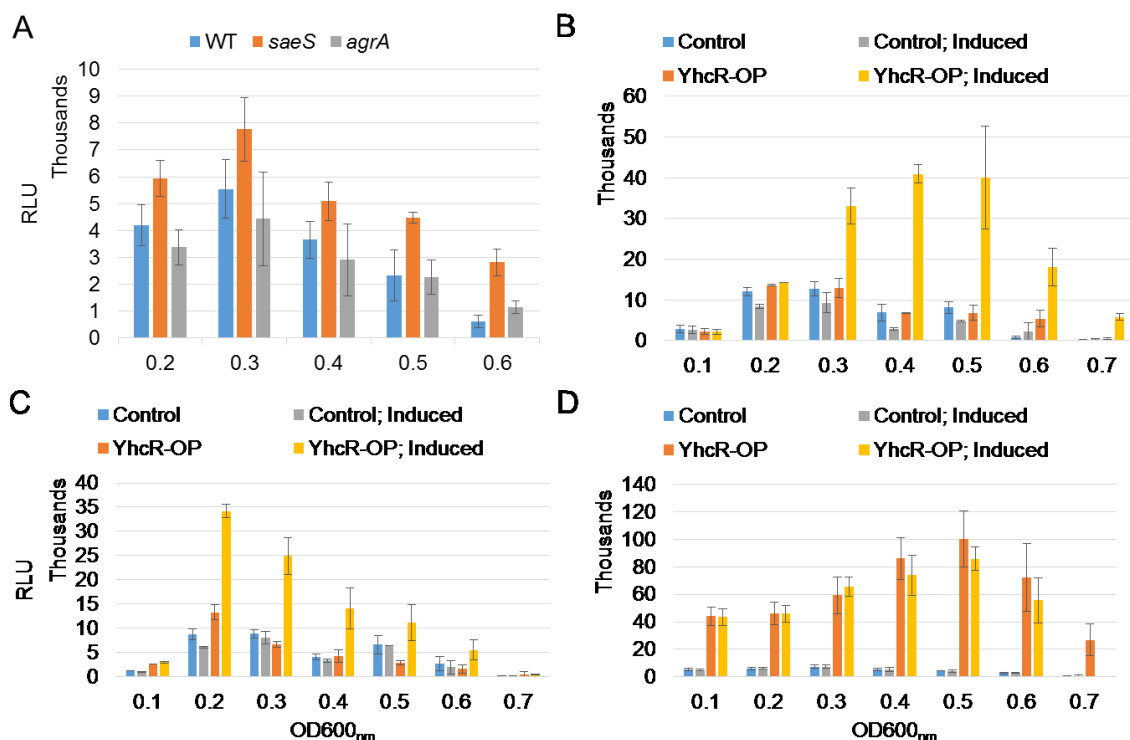 A
WT saeS agrA
RLU
Thousands
10
9
8
7
6
5
4
3
2
1
0
0.2 0.3 0.4 0.5 0.6
B
Control Control; Induced
YhcR-OP YhcR-OP; Induced
Thousands
60
50
40
30
20
10
0
0.1 0.2 0.3 0.4 0.5 0.6 0.7
C
Control Control; Induced
YhcR-OP YhcR-OP; Induced
RLU
Thousands
40
35
30
25
20
15
10
5
0
0.1 0.2 0.3 0.4 0.5 0.6 0.7
OD600nm
D
Control Control; Induced
YhcR-OP YhcR-OP; Induced
Thousands
140
120
100
80
60
40
20
0
0.1 0.2 0.3 0.4 0.5 0.6 0.7
OD600nm